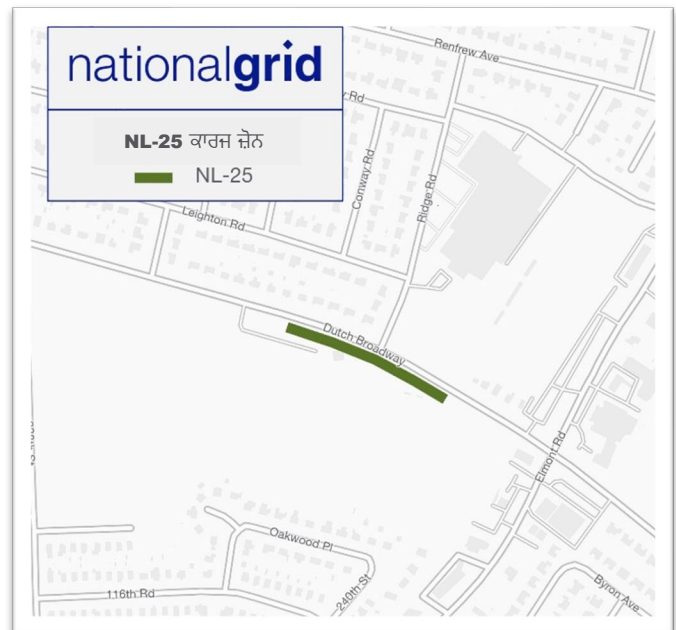 nationalgrid
NL-25 ਕਾਰਜ ਜ਼ੋਨ
NL-25
Renfrew Ave
Rd
Conway Rd
Ridge Rd
Leighton Rd
Dutch Broadway
Elmont Rd
Oakwood Pl
240th St
116th Rd
Byron Ave